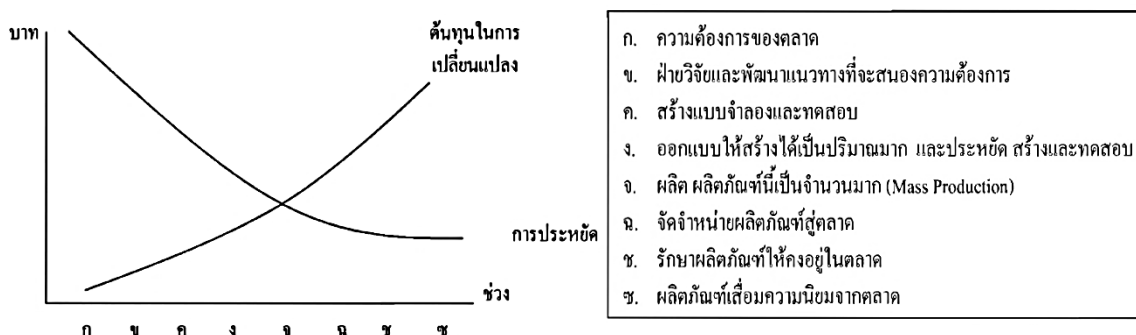 บาท
ต้นทุนในการ
เปลี่ยนแปลง
การประหยัด
ช่วง
ก ข ค ง จ ฉ ช ซ
ก. ความต้องการของตลาด
ข. ฝ่ายวิจัยและพัฒนาแนวทางที่จะสนองความต้องการ
ค. สร้างแบบจำลองและทดสอบ
ง. ออกแบบให้สร้างได้เป็นปริมาณมาก และประหยัด สร้างและทดสอบ
จ. ผลิต ผลิตภัณฑ์นี้เป็นจำนวนมาก (Mass Production)
ฉ. จัดจำหน่ายผลิตภัณฑ์สู่ตลาด
ช. รักษาผลิตภัณฑ์ให้คงอยู่ในตลาด
ซ. ผลิตภัณฑ์เสื่อมความนิยมจากตลาด